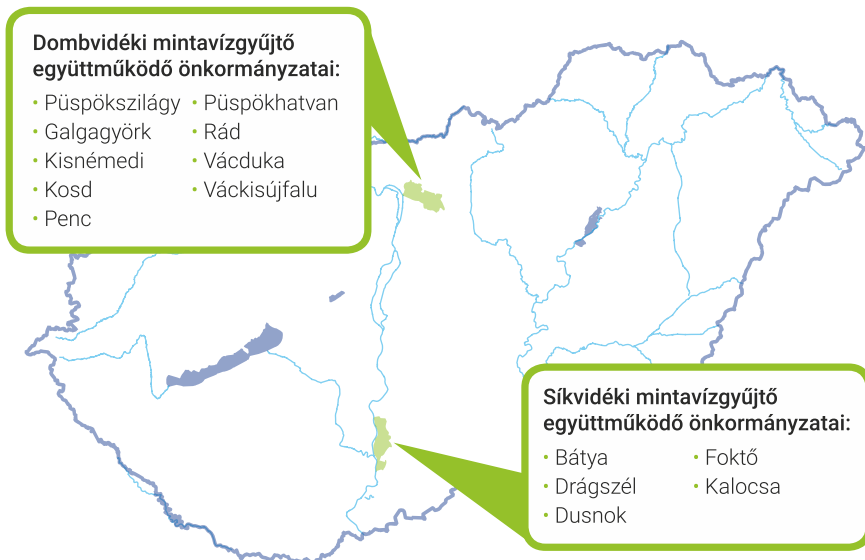 Dombvidéki mintavízgyűjtő
együttműködő önkormányzatai:
• Püspökszilágy • Püspökhatvan
• Galgagyörk • Rád
• Kisnémedi • Vácduka
• Kosd • Váckisújfalu
• Penc
Síkvidéki mintavízgyűjtő
együttműködő önkormányzatai:
• Bátya • Foktő
• Drágszél • Kalocsa
• Dusnok